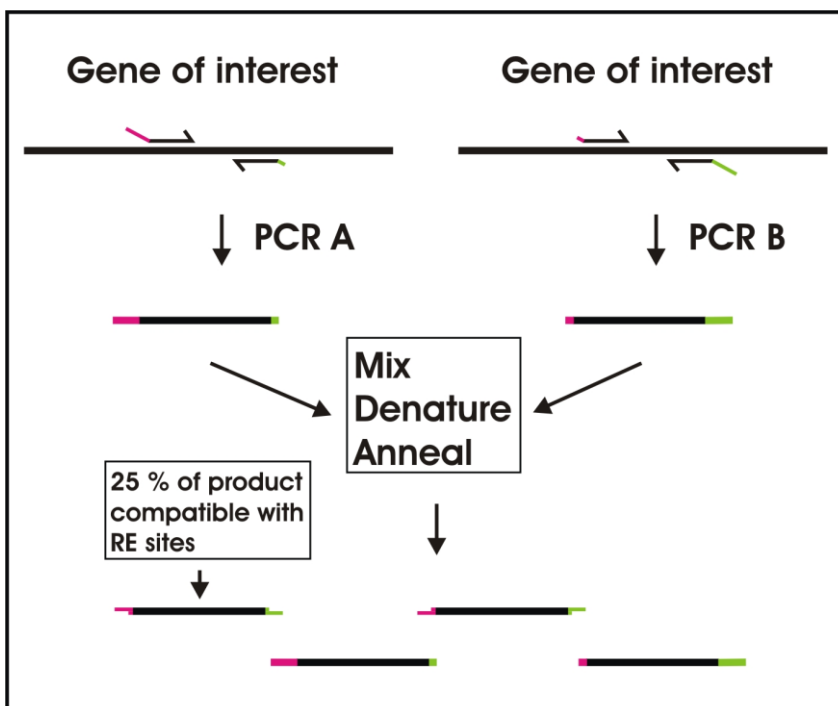 Gene of interest
Gene of interest
PCR A
PCR B
Mix
Denature
Anneal
25 % of product
compatible with
RE sites